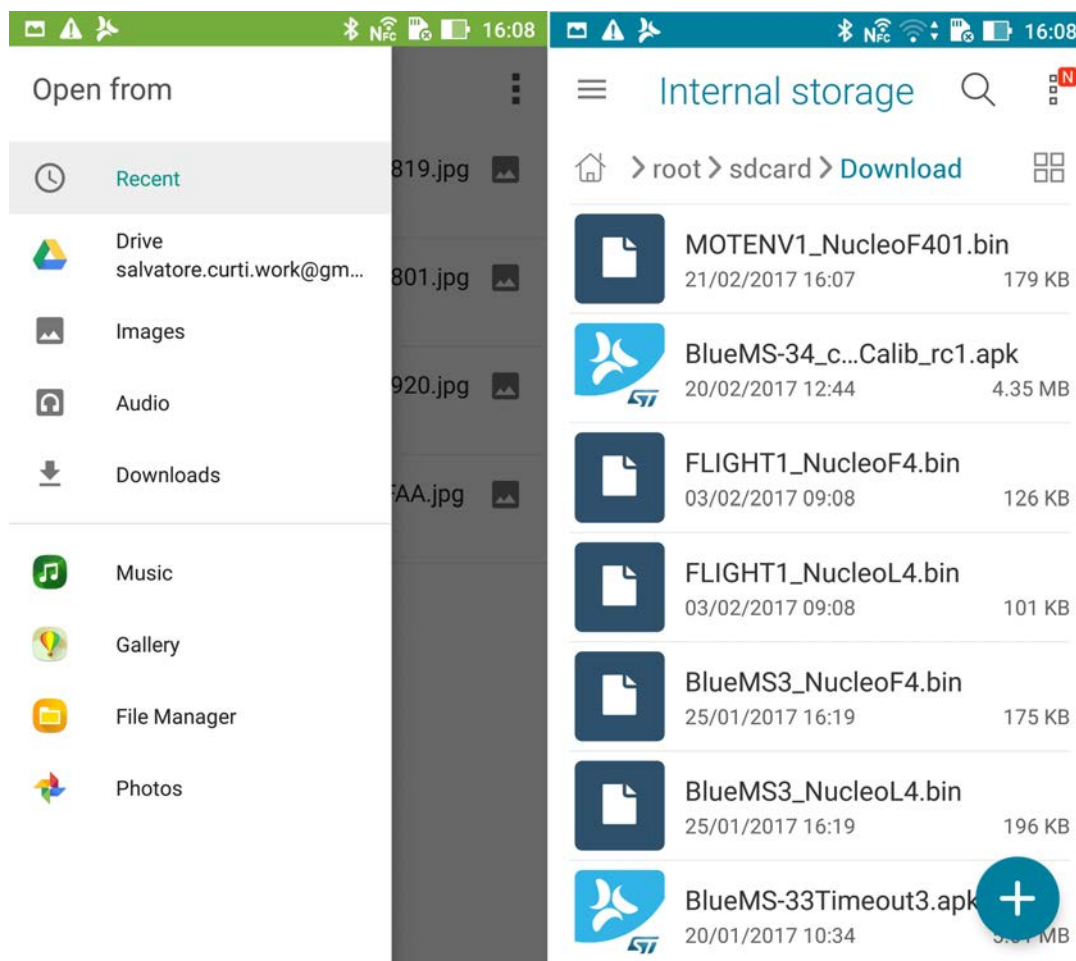 NFC 16:08
Open from
Recent
819.jpg
Drive
salvatore.curti.work@gm...
801.jpg
Images
920.jpg
Audio
Downloads
FAA.jpg
Music
Gallery
File Manager
Photos
NFC 16:08
Internal storage N
root > sdcard > Download
MOTENV1_NucleoF401.bin
21/02/2017 16:07 179 KB
BlueMS-34_c...Calib_rc1.apk
ST 20/02/2017 12:44 4.35 MB
FLIGHT1_NucleoF4.bin
03/02/2017 09:08 126 KB
FLIGHT1_NucleoL4.bin
03/02/2017 09:08 101 KB
BlueMS3_NucleoF4.bin
25/01/2017 16:19 175 KB
BlueMS3_NucleoL4.bin
25/01/2017 16:19 196 KB
BlueMS-33Timeout3.apk
ST 20/01/2017 10:34 MB